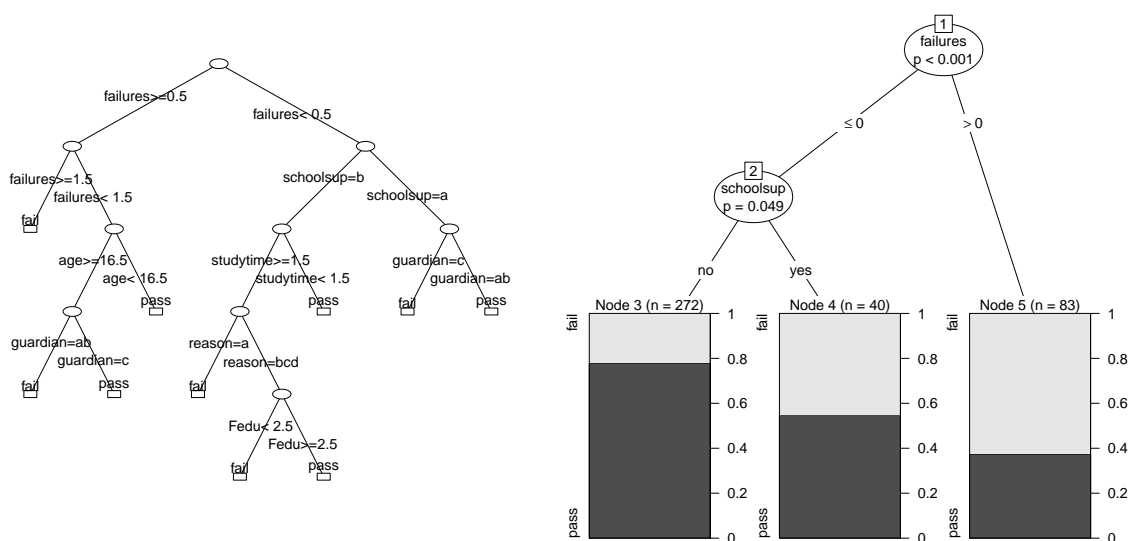 failures>=0.5
failures< 0.5
failures>=1.5
failures< 1.5
schoolsup=b
schoolsup=a
fail
age>=16.5
age< 16.5
studytime>=1.5
studytime< 1.5
guardian=c
guardian=ab
pass
pass
fail
pass
guardian=ab
guardian=c
reason=a
reason=bcd
fail
pass
fail
Fedu< 2.5
Fedu>=2.5
fail
pass
1
failures
p < 0.001
≤ 0
> 0
2
schoolsup
p = 0.049
no
yes
Node 3 (n = 272)
fail
pass
1
0.8
0.6
0.4
0.2
0
Node 4 (n = 40)
fail
pass
1
0.8
0.6
0.4
0.2
0
Node 5 (n = 83)
fail
pass
1
0.8
0.6
0.4
0.2
0